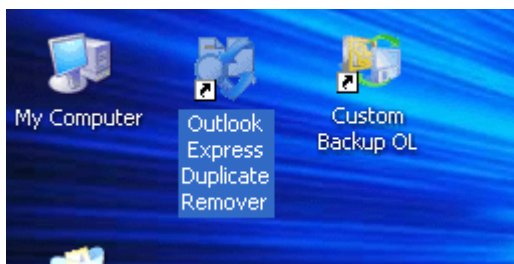 My Computer
Outlook
Express
Duplicate
Remover
Custom
Backup OL